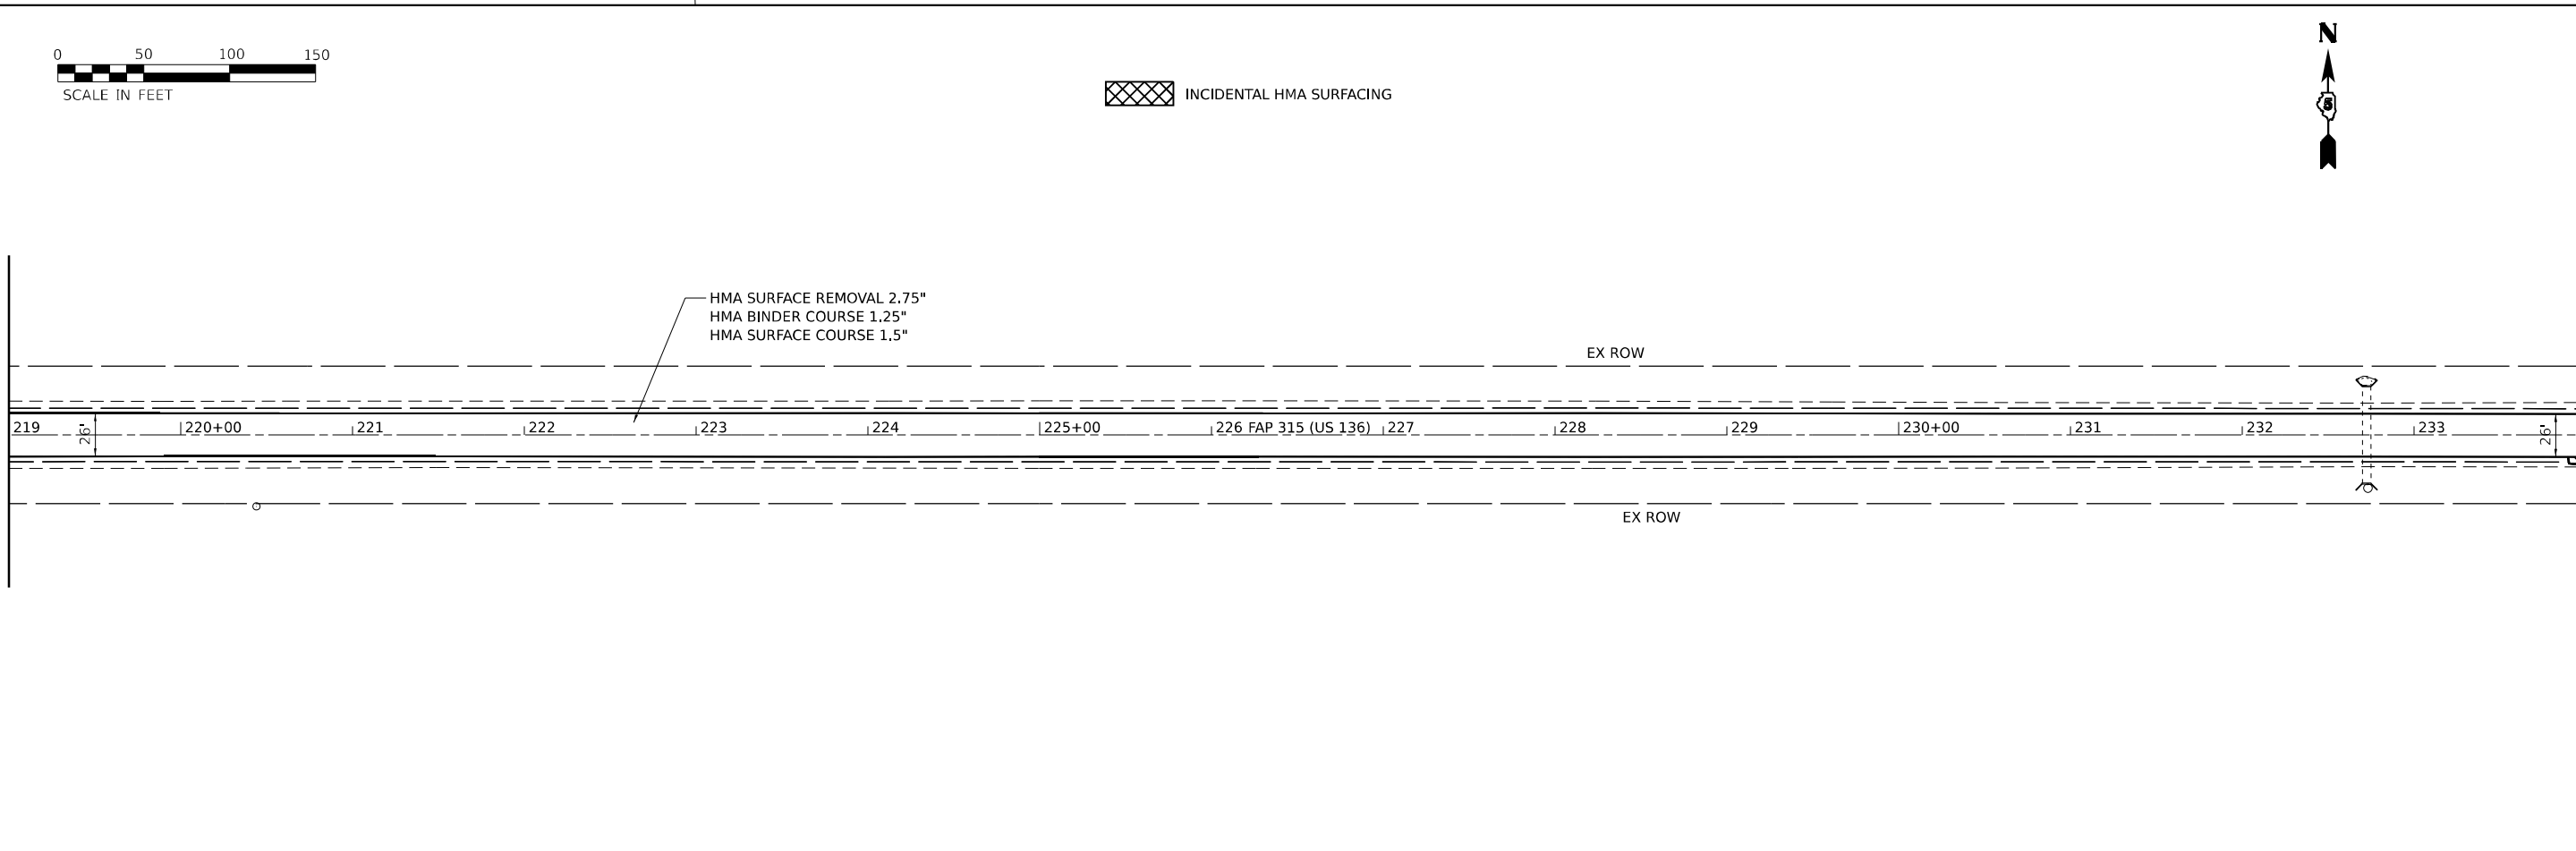 0 50 100 150
SCALE IN FEET
INCIDENTAL HMA SURFACING
N
5
HMA SURFACE REMOVAL 2.75"
HMA BINDER COURSE 1.25"
HMA SURFACE COURSE 1.5"
EX ROW
219 26' 220+00 221 222 223 224 225+00 226 FAP 315 (US 136) 227 228 229 230+00 231 232 233 26'
EX ROW